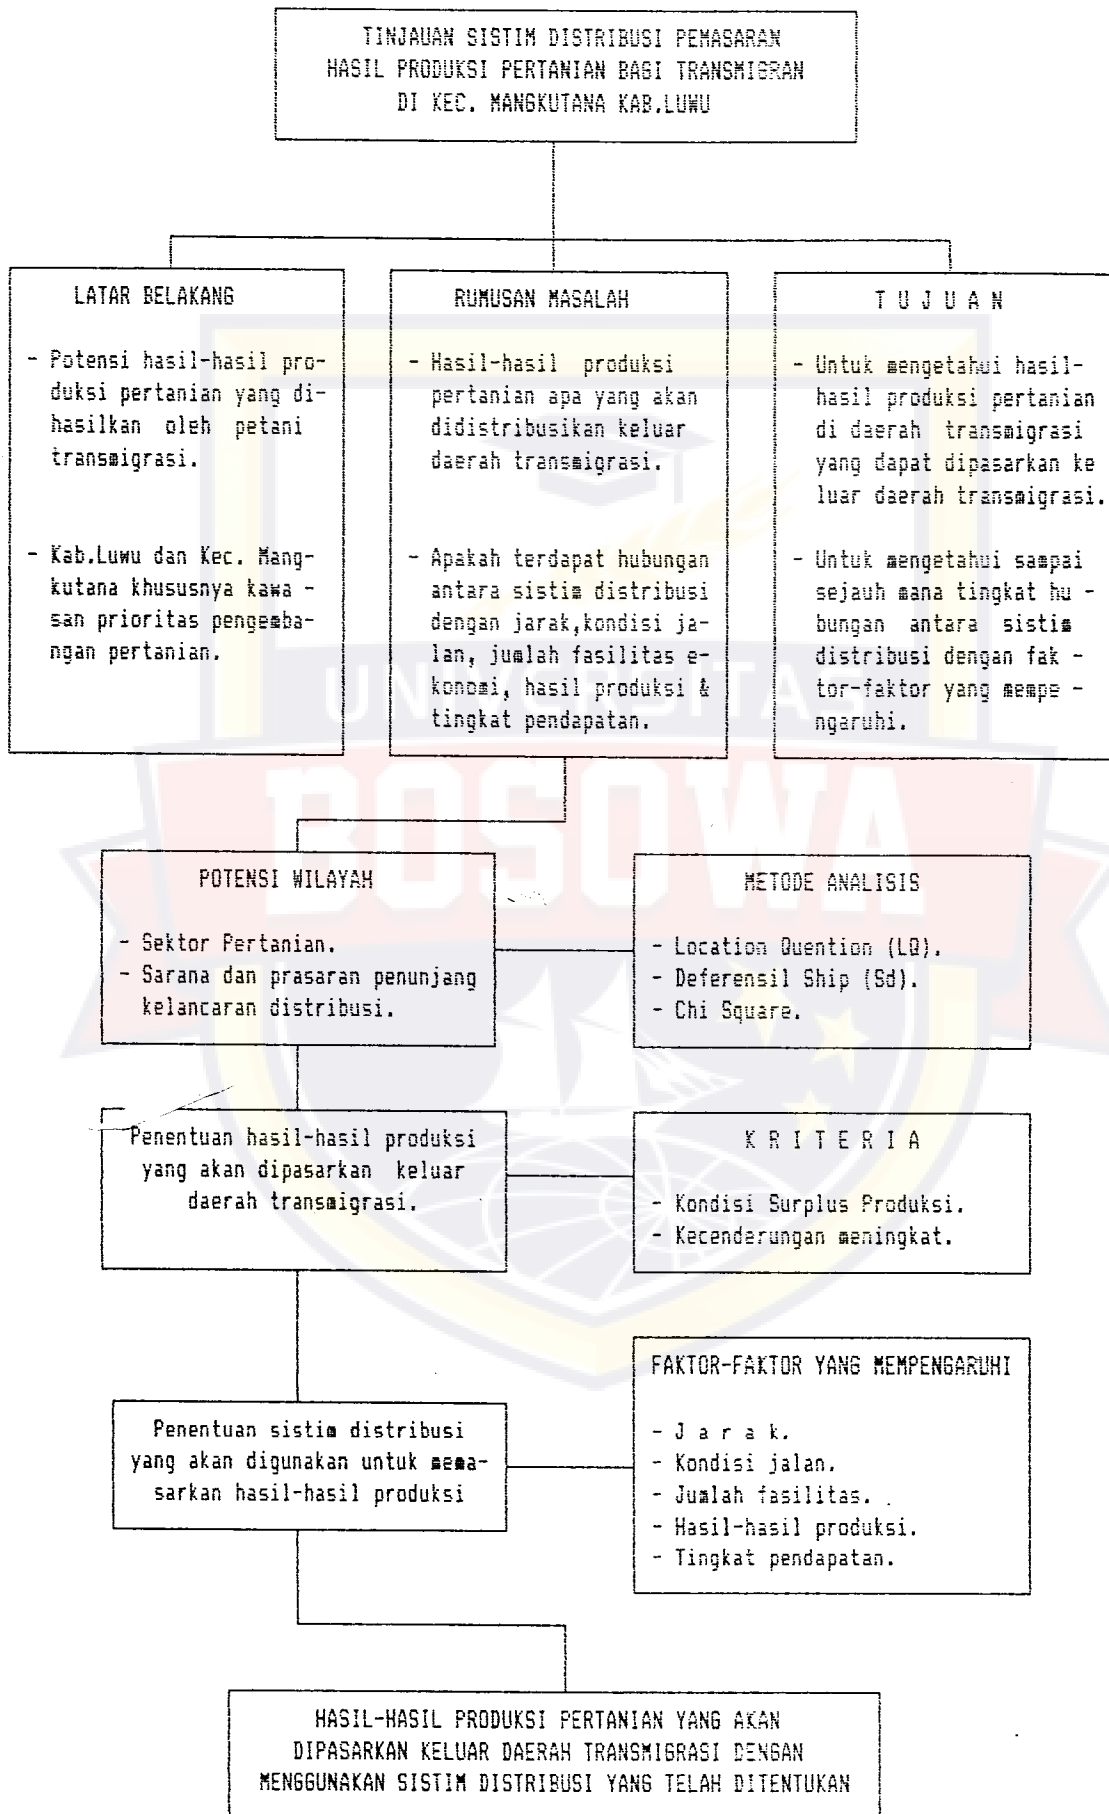 TINJAUAN SISTIM DISTRIBUSI PEMASARAN
HASIL PRODUKSI PERTANIAN BAGI TRANSMIGRAN
DI KEC. MANGKUTANA KAB.LUWU
LATAR BELAKANG
- Potensi hasil-hasil pro-
duksi pertanian yang di-
hasilkan oleh petani
transmigrasi.
- Kab.Luwu dan Kec. Mang-
kutana khususnya kawa -
san prioritas pengemba-
ngan pertanian.
RUMUSAN MASALAH
- Hasil-hasil produksi
pertanian apa yang akan
didistribusikan keluar
daerah transmigrasi.
- Apakah terdapat hubungan
antara sistim distribusi
dengan jarak,kondisi ja-
lan, jumlah fasilitas e-
konomi, hasil produksi &
tingkat pendapatan.
T U J U A N
- Untuk mengetahui hasil-
hasil produksi pertanian
di daerah transmigrasi
yang dapat dipasarkan ke
luar daerah transmigrasi.
- Untuk mengetahui sampai
sejauh mana tingkat hu -
bungan antara sistim
distribusi dengan fak -
tor-faktor yang mempe -
ngaruhi.
UNIVERSITAS
BOSOWA
POTENSI WILAYAH
- Sektor Pertanian.
- Sarana dan prasaran penunjang
kelancaran distribusi.
METODE ANALISIS
- Location Quention (LQ).
- Deferensil Ship (Sd).
- Chi Square.
Penentuan hasil-hasil produksi
yang akan dipasarkan keluar
daerah transmigrasi.
K R I T E R I A
- Kondisi Surplus Produksi.
- Kecenderungan meningkat.
FAKTOR-FAKTOR YANG MEMPENGARUHI
- J a r a k.
- Kondisi jalan.
- Jumlah fasilitas.
- Hasil-hasil produksi.
- Tingkat pendapatan.
Penentuan sistim distribusi
yang akan digunakan untuk mema-
sarkan hasil-hasil produksi
HASIL-HASIL PRODUKSI PERTANIAN YANG AKAN
DIPASARKAN KELUAR DAERAH TRANSMIGRASI DENGAN
MENGGUNAKAN SISTIM DISTRIBUSI YANG TELAH DITENTUKAN